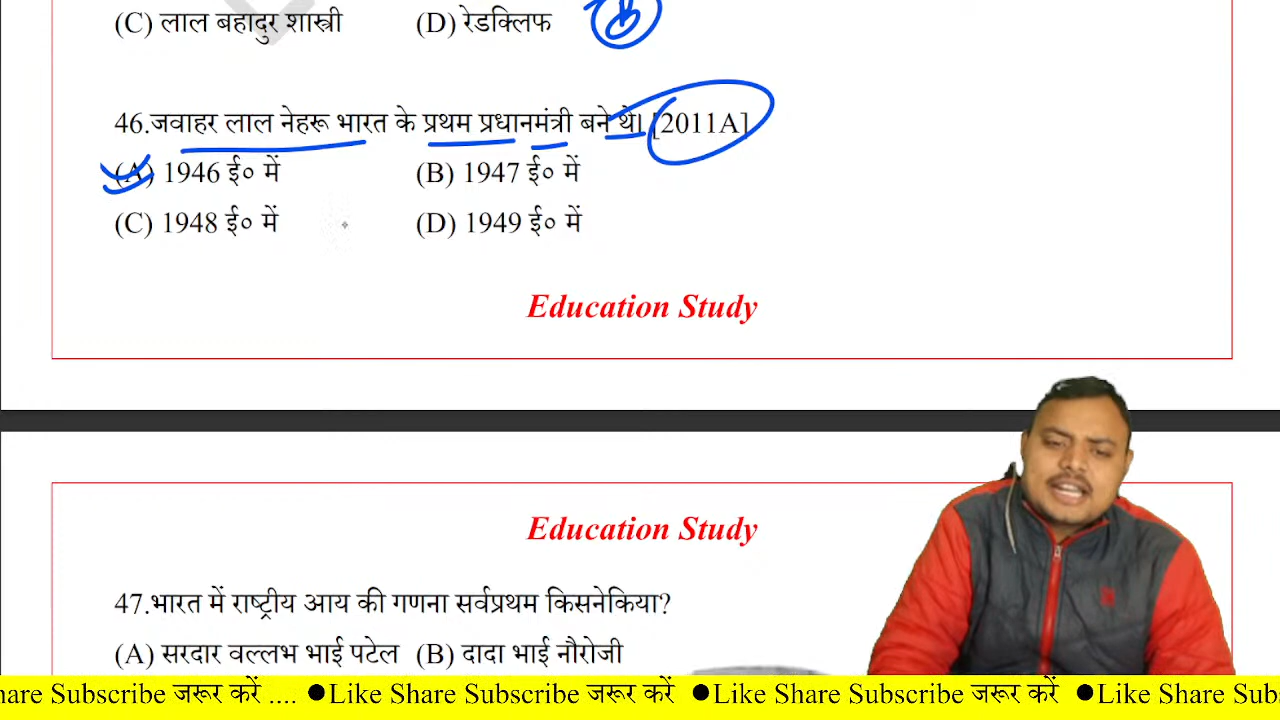 (C) लाल बहादुर शास्त्री (D) रेडक्लिफ
46.जवाहर लाल नेहरू भारत के प्रथम प्रधानमंत्री बने थे। [2011A]
(A) 1946 ई० में (B) 1947 ई० में
(C) 1948 ई० में (D) 1949 ई० में
Education Study
Education Study
47.भारत में राष्ट्रीय आय की गणना सर्वप्रथम किसनेकिया?
(A) सरदार वल्लभ भाई पटेल (B) दादा भाई नौरोजी
hare Subscribe जरूर करें .... ●Like Share Subscribe जरूर करें ●Like Share Subscribe जरूर करें ●Like Share Subs